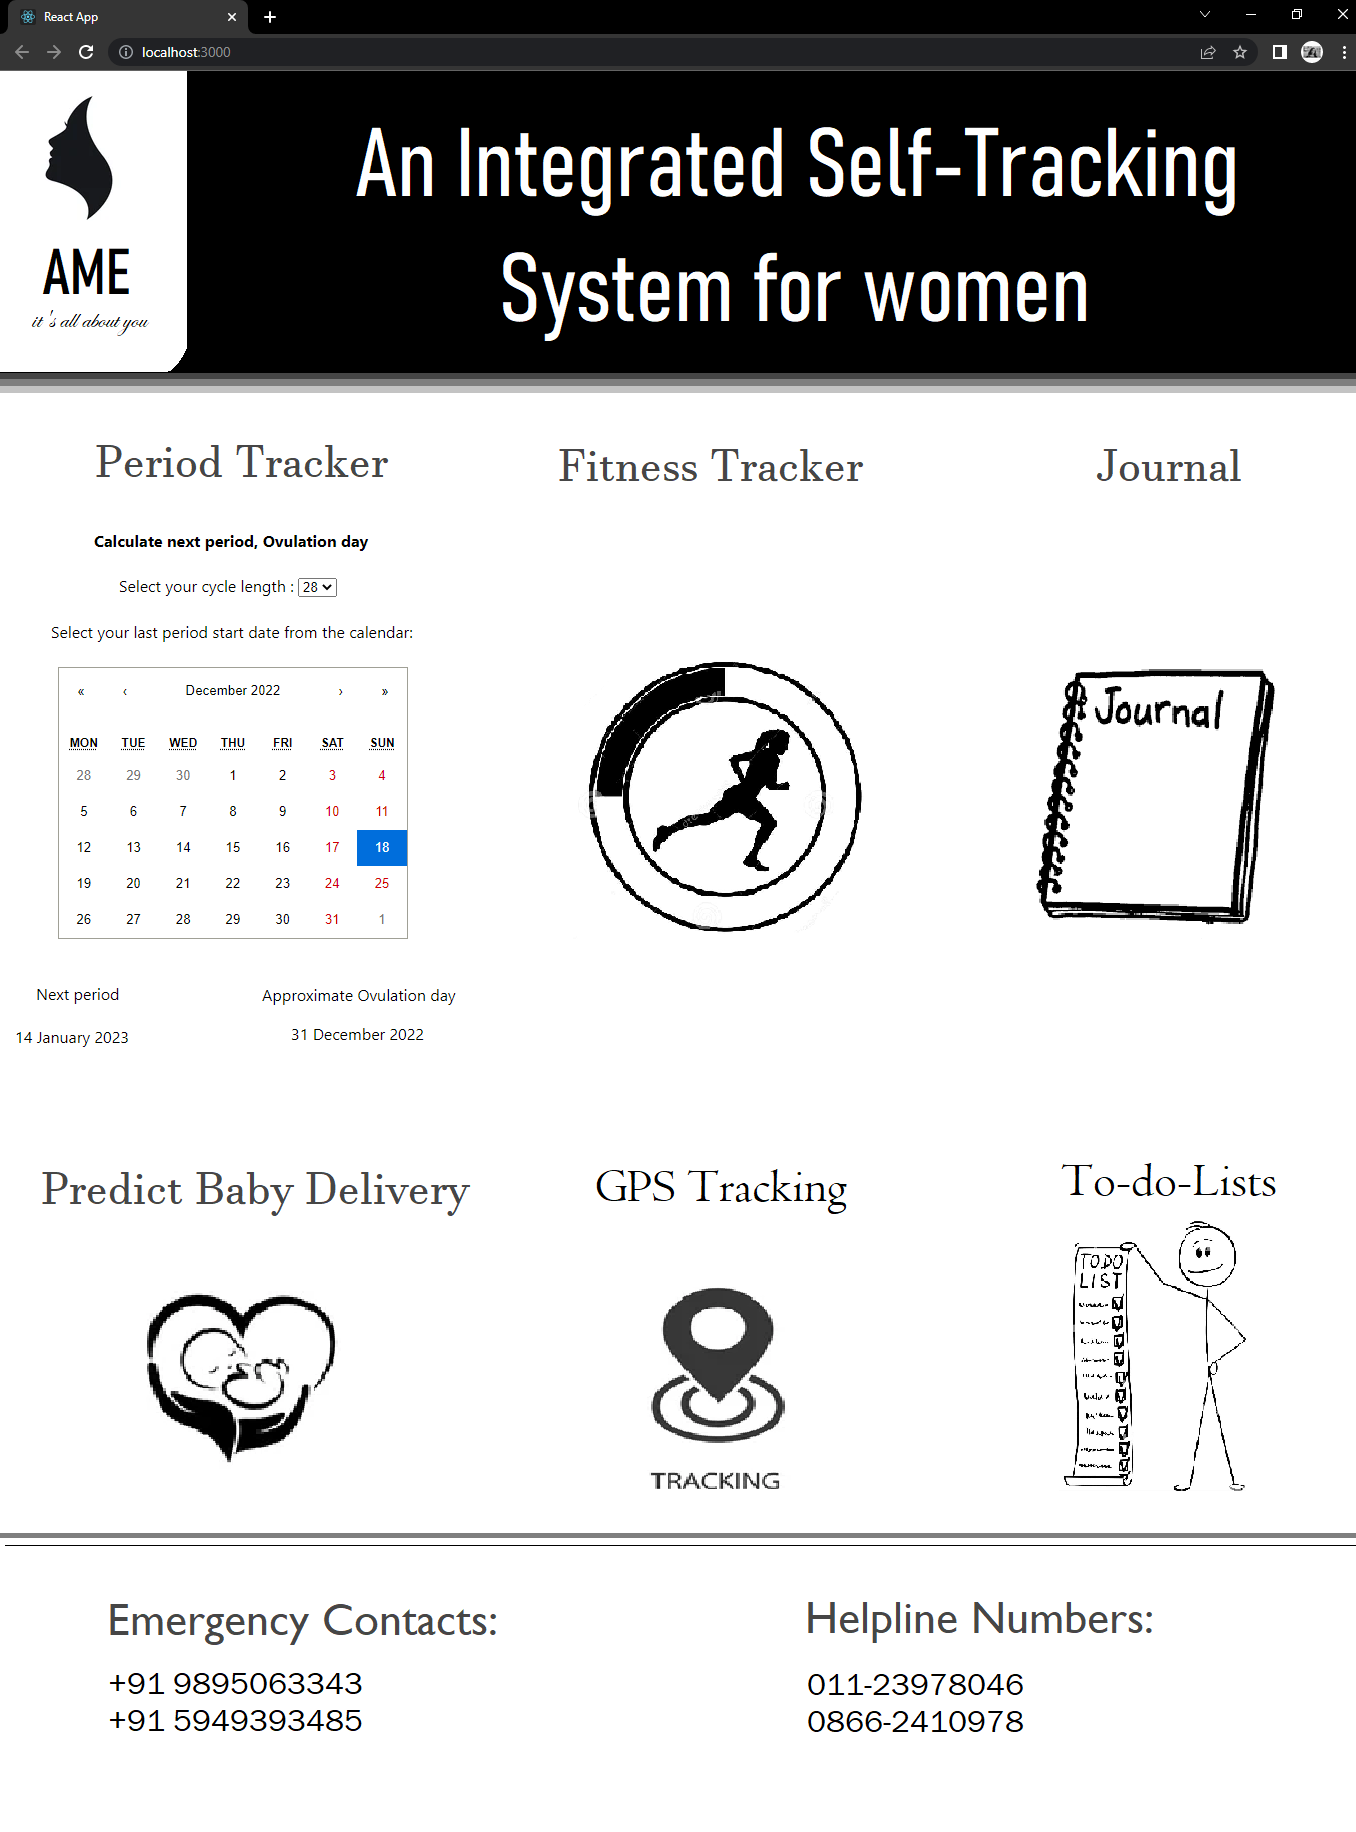 React App
localhost:3000
An Integrated Self-Tracking
System for women
AME
it's all about you
Period Tracker
Fitness Tracker
Journal
Calculate next period, Ovulation day
Select your cycle length : 28
Select your last period start date from the calendar:
« ‹ December 2022 › »
MON TUE WED THU FRI SAT SUN
28 29 30 1 2 3 4
5 6 7 8 9 10 11
12 13 14 15 16 17 18
19 20 21 22 23 24 25
26 27 28 29 30 31 1
Journal
Next period
Approximate Ovulation day
14 January 2023
31 December 2022
Predict Baby Delivery
GPS Tracking
To-do-Lists
TODO
LIST
TRACKING
Emergency Contacts:
+91 9895063343
+91 5949393485
Helpline Numbers:
011-23978046
0866-2410978